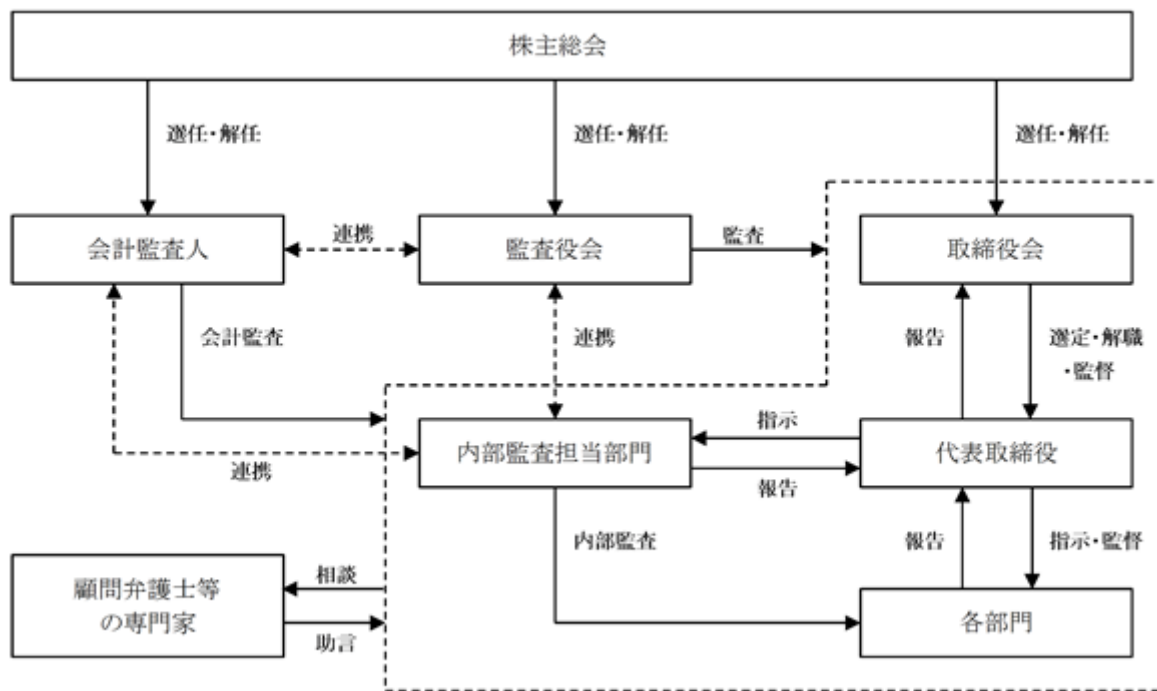 株主総会
選任・解任
選任・解任
選任・解任
会計監査人
連携
監査役会
監査
取締役会
会計監査
連携
報告
選定・解職
・監督
指示
内部監査担当部門
代表取締役
連携
報告
内部監査
報告
指示・監督
顧問弁護士等
の専門家
相談
助言
各部門